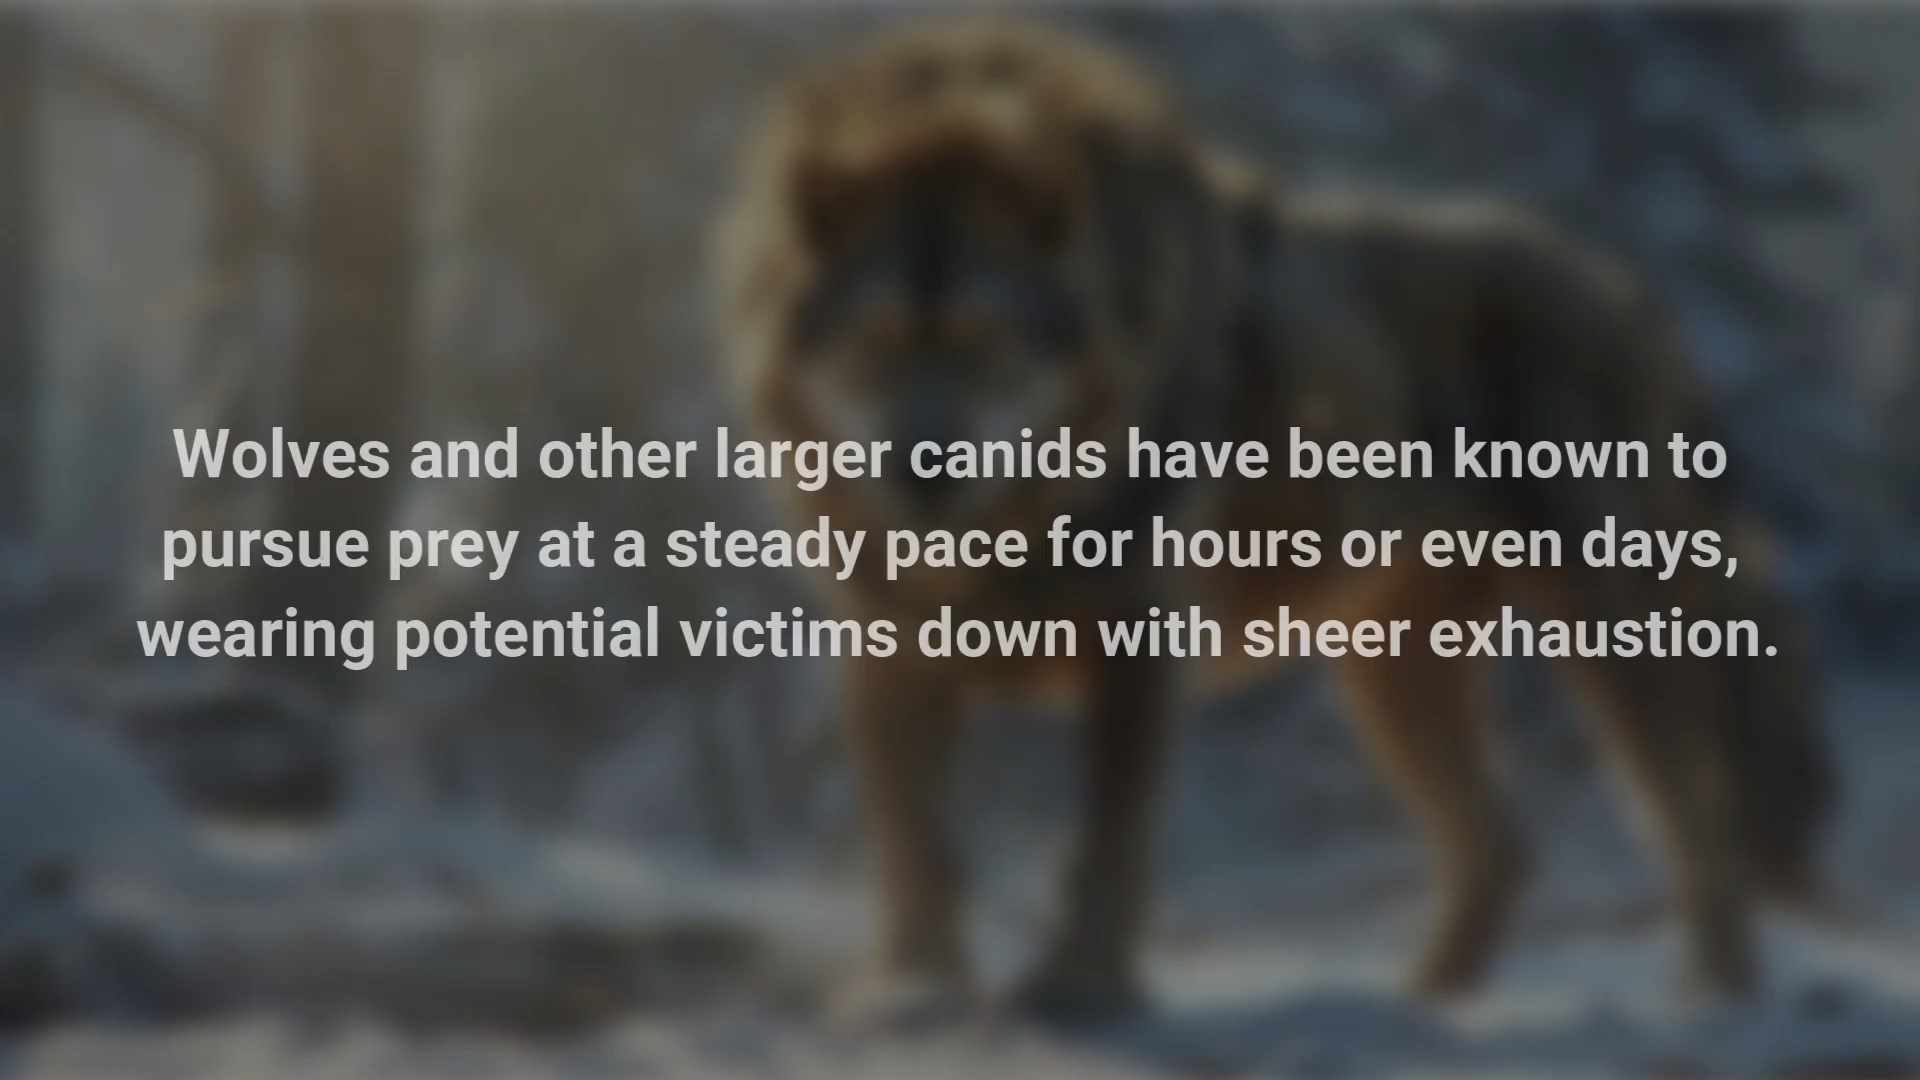 Wolves and other larger canids have been known to
pursue prey at a steady pace for hours or even days,
wearing potential victims down with sheer exhaustion.